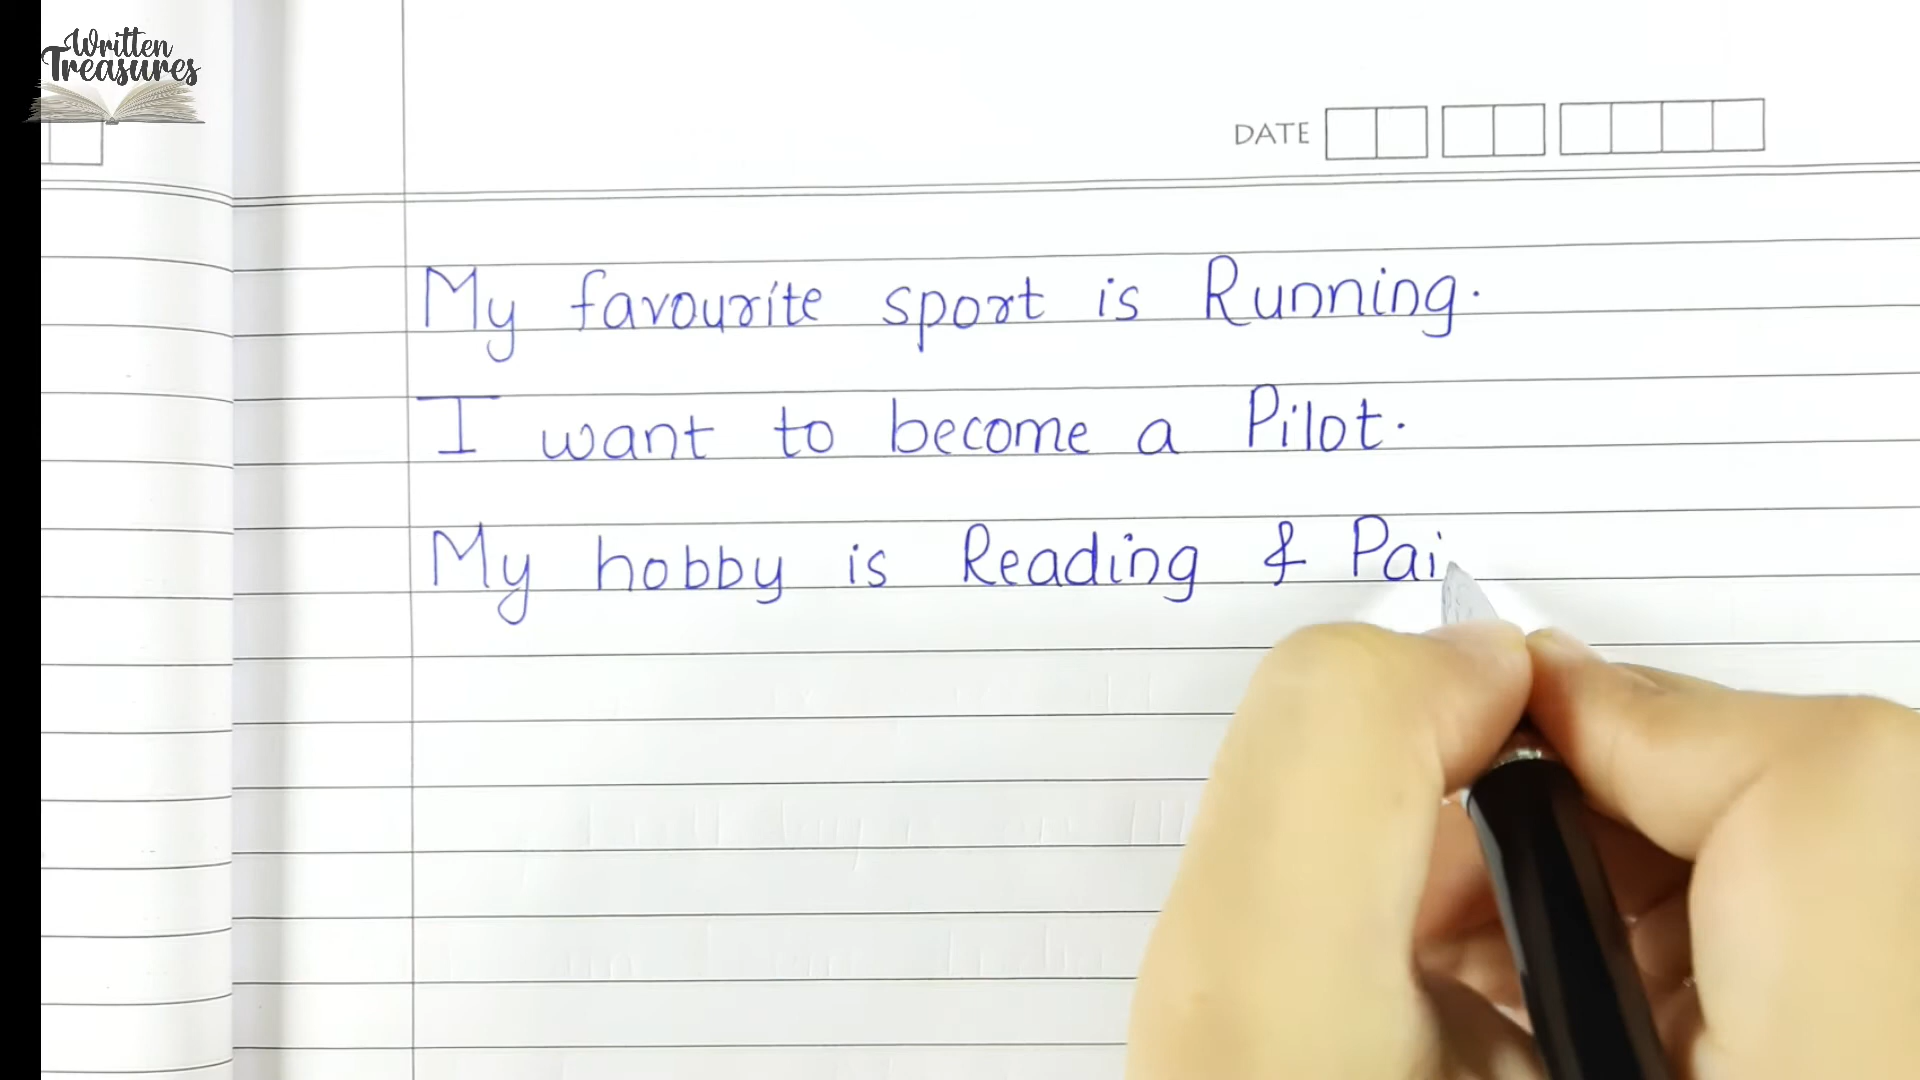 Written
Treasures
DATE
My favourite sport is Running.
I want to become a Pilot.
My hobby is Reading & Pai